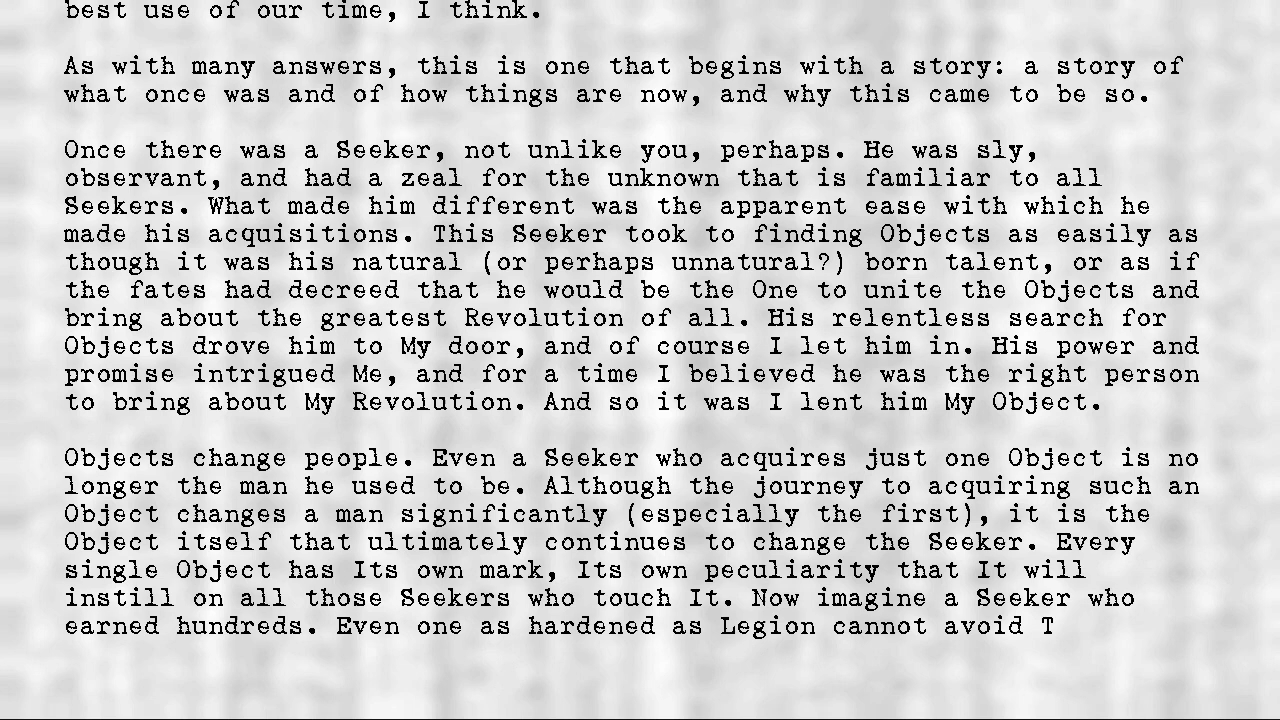 best use of our time, I think.
As with many answers, this is one that begins with a story: a story of
what once was and of how things are now, and why this came to be so.
Once there was a Seeker, not unlike you, perhaps. He was sly,
observant, and had a zeal for the unknown that is familiar to all
Seekers. What made him different was the apparent ease with which he
made his acquisitions. This Seeker took to finding Objects as easily as
though it was his natural (or perhaps unnatural?) born talent, or as if
the fates had decreed that he would be the One to unite the Objects and
bring about the greatest Revolution of all. His relentless search for
Objects drove him to My door, and of course I let him in. His power and
promise intrigued Me, and for a time I believed he was the right person
to bring about My Revolution. And so it was I lent him My Object.
Objects change people. Even a Seeker who acquires just one Object is no
longer the man he used to be. Although the journey to acquiring such an
Object changes a man significantly (especially the first), it is the
Object itself that ultimately continues to change the Seeker. Every
single Object has Its own mark, Its own peculiarity that It will
instill on all those Seekers who touch It. Now imagine a Seeker who
earned hundreds. Even one as hardened as Legion cannot avoid T